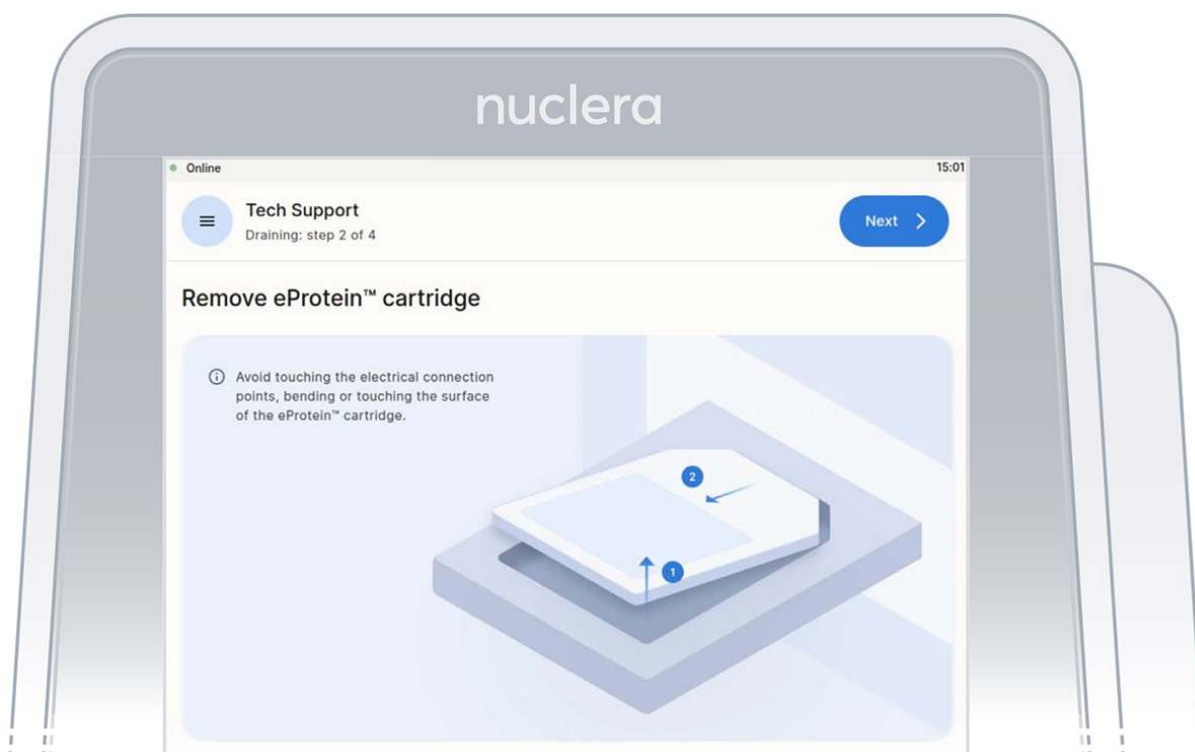 nuclera
Online
15:01
Tech Support
Draining: step 2 of 4
Next
Remove eProtein™ cartridge
Avoid touching the electrical connection
points, bending or touching the surface
of the eProtein™ cartridge.
2
1